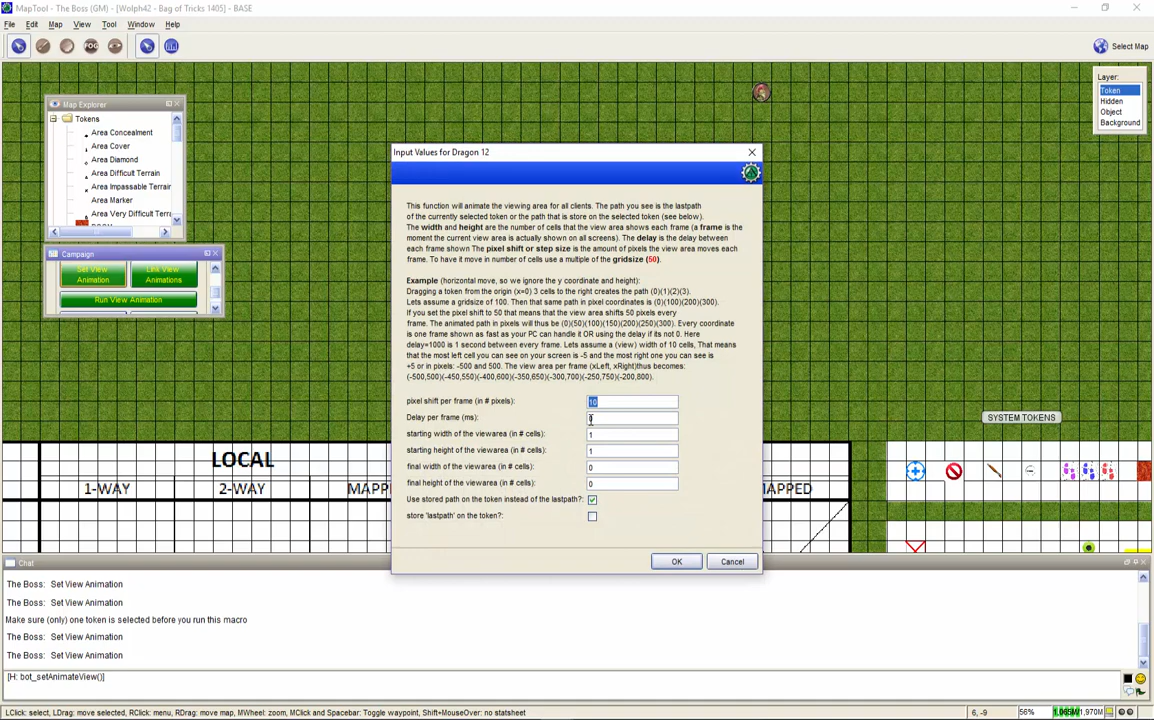 MapTool - The Boss (GM) - [Wolph42 - Bag of Tricks 1405] - BASE
File Edit Map View Tool Window Help
FOG
Select Map
Map Explorer
Tokens
Area Concealment
Area Cover
Area Diamond
Area Difficult Terrain
Area Impassable Terrain
Area Marker
Area Very Difficult Terra
Layer:
Token
Hidden
Object
Background
Campaign
Set View
Animation
Link View
Animations
Run View Animation
Input Values for Dragon 12
This function will animate the viewing area for all clients. The path you see is the lastpath
of the currently selected token or the path that is store on the selected token (see below).
The width and height are the number of cells that the view area shows each frame (a frame is the
moment the current view area is actually shown on all screens). The delay is the delay between
each frame shown The pixel shift or step size is the amount of pixels the view area moves each
frame. To have it move in number of cells use a multiple of the gridsize (50).
Example (horizontal move, so we ignore the y coordinate and height):
Dragging a token from the origin (x=0) 3 cells to the right creates the path (0)(1)(2)(3).
Lets assume a gridsize of 100. Then that same path in pixel coordinates is (0)(100)(200)(300).
If you set the pixel shift to 50 that means that the view area shifts 50 pixels every
frame. The animated path in pixels will thus be (0)(50)(100)(150)(200)(250)(300). Every coordinate
is one frame shown as fast as your PC can handle it OR using the delay if its not 0. Here
delay=1000 is 1 second between every frame. Lets assume a (view) width of 10 cells, That means
that the most left cell you can see on your screen is -5 and the most right one you can see is
+5 or in pixels: -500 and 500. The view area per frame (xLeft, xRight)thus becomes:
(-500,500)(-450,550)(-400,600)(-350,650)(-300,700)(-250,750)(-200,800).
pixel shift per frame (in # pixels): 10
Delay per frame (ms):
starting width of the viewarea (in # cells): 1
starting height of the viewarea (in # cells): 1
final width of the viewarea (in # cells): 0
final height of the viewarea (in # cells): 0
Use stored path on the token instead of the lastpath?:
store 'lastpath' on the token?:
OK Cancel
SYSTEM TOKENS
LOCAL
1-WAY 2-WAY
Chat
The Boss: Set View Animation
The Boss: Set View Animation
Make sure (only) one token is selected before you run this macro
The Boss: Set View Animation
The Boss: Set View Animation
[H: bot_setAnimateView()]
LClick: select, LDrag: move selected, RClick: menu, RDrag: move map, MWheel: zoom, MClick and Spacebar: Toggle waypoint, Shift+MouseOver: no statsheet
6, -9 56% 1,065M/1,970M